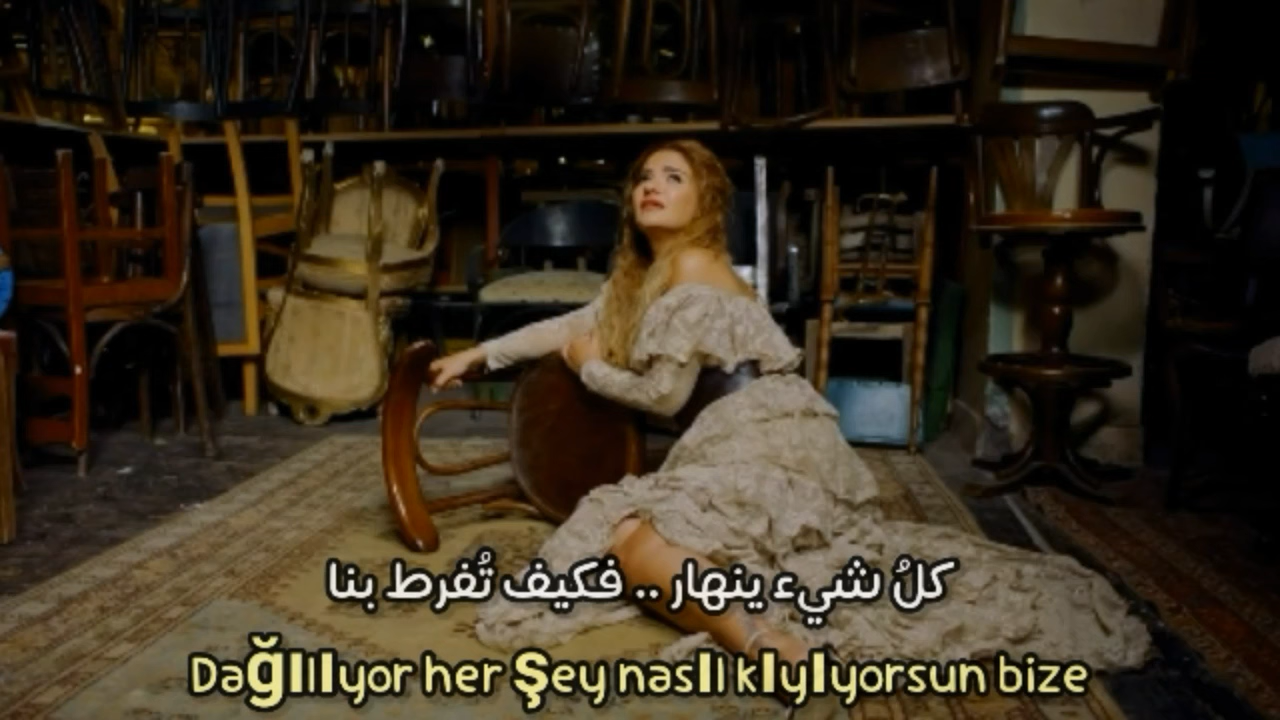 كلُ شيء ينهار .. فكيف تُفرط بنا
Dağılıyor her Şey nasıl kıyıyorsun bize